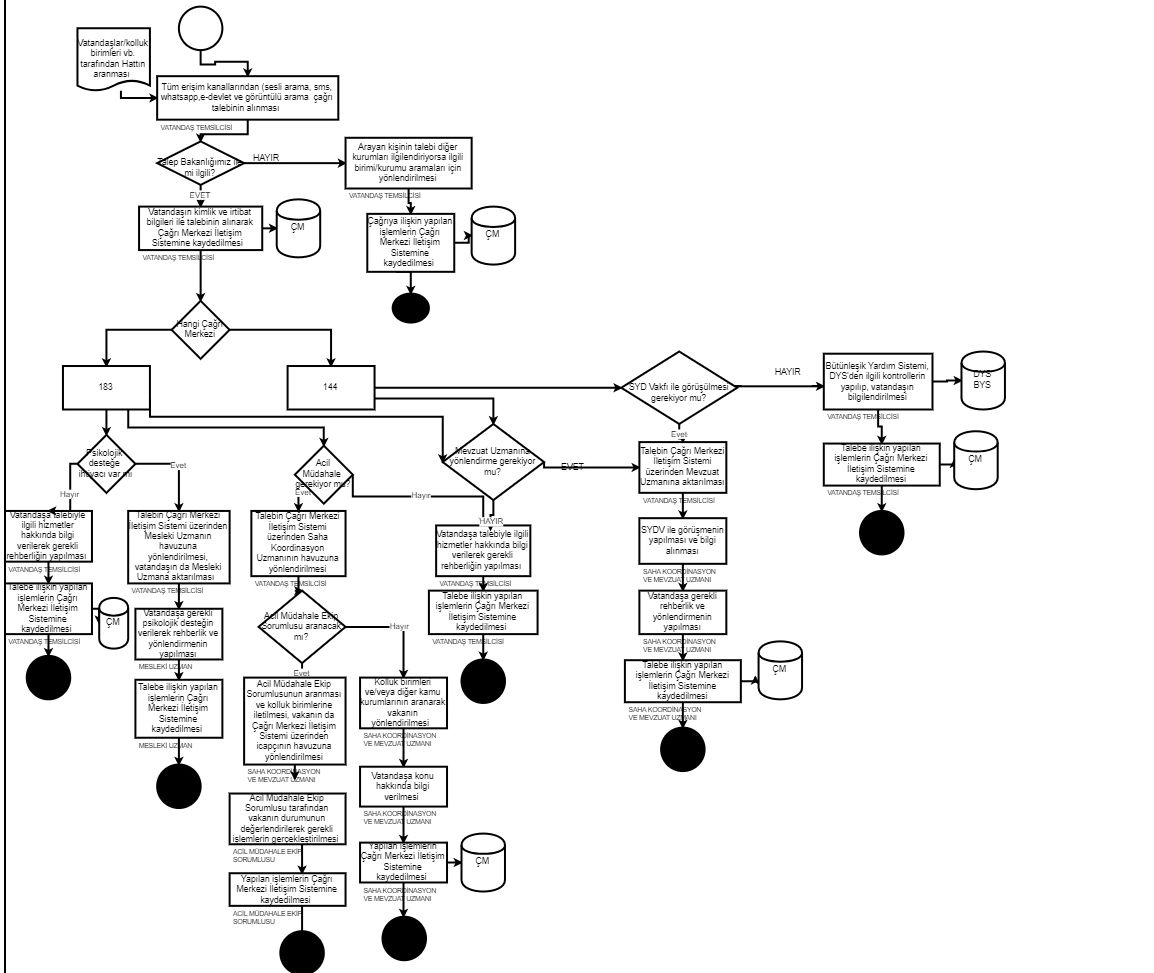 Vatandaşlar/kolluk
birimleri vb.
tarafından Hattın
aranması
Tüm erişim kanallarından (sesli arama, sms,
whatsapp,e-devlet ve görüntülü arama çağrı
talebinin alınması
VATANDAŞ TEMSİLCİSİ
Talep Bakanlığımız ile
mi ilgili?
HAYIR
Arayan kişinin talebi diğer
kurumları ilgilendiriyorsa ilgili
birimi/kurumu aramaları için
yönlendirilmesi
VATANDAŞ TEMSİLCİSİ
EVET
Vatandaşın kimlik ve irtibat
bilgileri ile talebinin alınarak
Çağrı Merkezi İletişim
Sistemine kaydedilmesi
ÇM
VATANDAŞ TEMSİLCİSİ
Çağrıya ilişkin yapılan
işlemlerin Çağrı
Merkezi İletişim
Sistemine
kaydedilmesi
ÇM
Hangi Çağrı
Merkezi
183
144
SYD Vakfı ile görüşülmesi
gerekiyor mu?
HAYIR
Bütünleşik Yardım Sistemi,
DYS'den ilgili kontrollerin
yapılıp, vatandaşın
bilgilendirilmesi
DYS
BYS
VATANDAŞ TEMSİLCİSİ
Talebe ilişkin yapılan
işlemlerin Çağrı Merkezi
İletişim Sistemine
kaydedilmesi
ÇM
VATANDAŞ TEMSİLCİSİ
Psikolojik
desteğe
ihtiyacı var mı
Evet
Hayır
Acil
Müdahale
gerekiyor mu?
Evet
Hayır
Mevzuat Uzmanına
yönlendirme gerekiyor
mu?
EVET
HAYIR
Evet
Talebin Çağrı Merkezi
İletişim Sistemi
üzerinden Mevzuat
Uzmanına aktarılması
VATANDAŞ TEMSİLCİSİ
SYDV ile görüşmenin
yapılması ve bilgi
alınması
SAHA KOORDİNASYON
VE MEVZUAT UZMANI
Vatandaşa gerekli
rehberlik ve
yönlendirmenin
yapılması
SAHA KOORDİNASYON
VE MEVZUAT UZMANI
Talebe ilişkin yapılan
işlemlerin Çağrı Merkezi
İletişim Sistemine
kaydedilmesi
ÇM
SAHA KOORDİNASYON
VE MEVZUAT UZMANI
Vatandaşa talebiyle
ilgili hizmetler
hakkında bilgi
verilerek gerekli
rehberliğin yapılması
VATANDAŞ TEMSİLCİSİ
Talebe ilişkin yapılan
işlemlerin Çağrı
Merkezi İletişim
Sistemine
kaydedilmesi
ÇM
VATANDAŞ TEMSİLCİSİ
Talebin Çağrı Merkezi
İletişim Sistemi üzerinden
Mesleki Uzmanın
havuzuna
yönlendirilmesi,
vatandaşın da Mesleki
Uzmana aktarılması
VATANDAŞ TEMSİLCİSİ
Vatandaşa gerekli
psikolojik desteğin
verilerek rehberlik ve
yönlendirmenin
yapılması
MESLEKİ UZMAN
Talebe ilişkin yapılan
işlemlerin Çağrı
Merkezi İletişim
Sistemine
kaydedilmesi
MESLEKİ UZMAN
Talebin Çağrı Merkezi
İletişim Sistemi
üzerinden Saha
Koordinasyon
Uzmanının havuzuna
yönlendirilmesi
VATANDAŞ TEMSİLCİSİ
Acil Müdahale Ekip
Sorumlusu aranacak
mı?
Hayır
Evet
Acil Müdahale Ekip
Sorumlusunun aranması
ve kolluk birimlerine
iletilmesi, vakanın da
Çağrı Merkezi İletişim
Sistemi üzerinden
icapçının havuzuna
yönlendirilmesi
SAHA KOORDİNASYON
VE MEVZUAT UZMANI
Acil Müdahale Ekip
Sorumlusu tarafından
vakanın durumunun
değerlendirilerek gerekli
işlemlerin gerçekleştirilmesi
ACİL MÜDAHALE EKİP
SORUMLUSU
Yapılan işlemlerin Çağrı
Merkezi İletişim Sistemine
kaydedilmesi
ACİL MÜDAHALE EKİP
SORUMLUSU
Kolluk birimleri
ve/veya diğer kamu
kurumlarının aranarak
vakanın
yönlendirilmesi
SAHA KOORDİNASYON
VE MEVZUAT UZMANI
Vatandaşa konu
hakkında bilgi
verilmesi
SAHA KOORDİNASYON
VE MEVZUAT UZMANI
Yapılan işlemlerin
Çağrı Merkezi İletişim
Sistemine
kaydedilmesi
ÇM
SAHA KOORDİNASYON
VE MEVZUAT UZMANI
Vatandaşa talebiyle ilgili
hizmetler hakkında bilgi
verilerek gerekli
rehberliğin yapılması
VATANDAŞ TEMSİLCİSİ
Talebe ilişkin yapılan
işlemlerin Çağrı Merkezi
İletişim Sistemine
kaydedilmesi
VATANDAŞ TEMSİLCİSİ